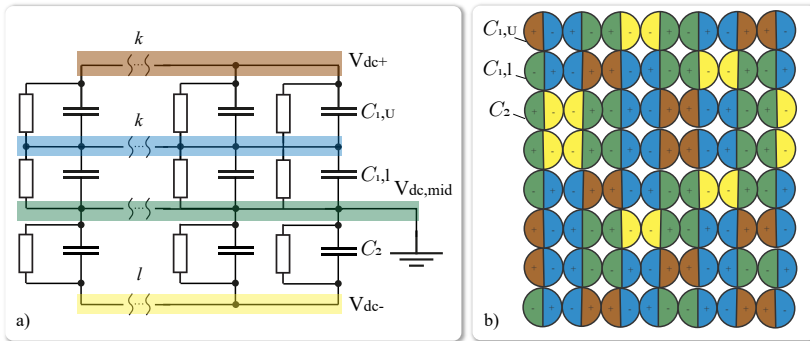 k
Vdc+
C₁,U
k
C₁,l
Vdc,mid
C₂
l
Vdc-
a)
C₁,U
C₁,l
C₂
b)